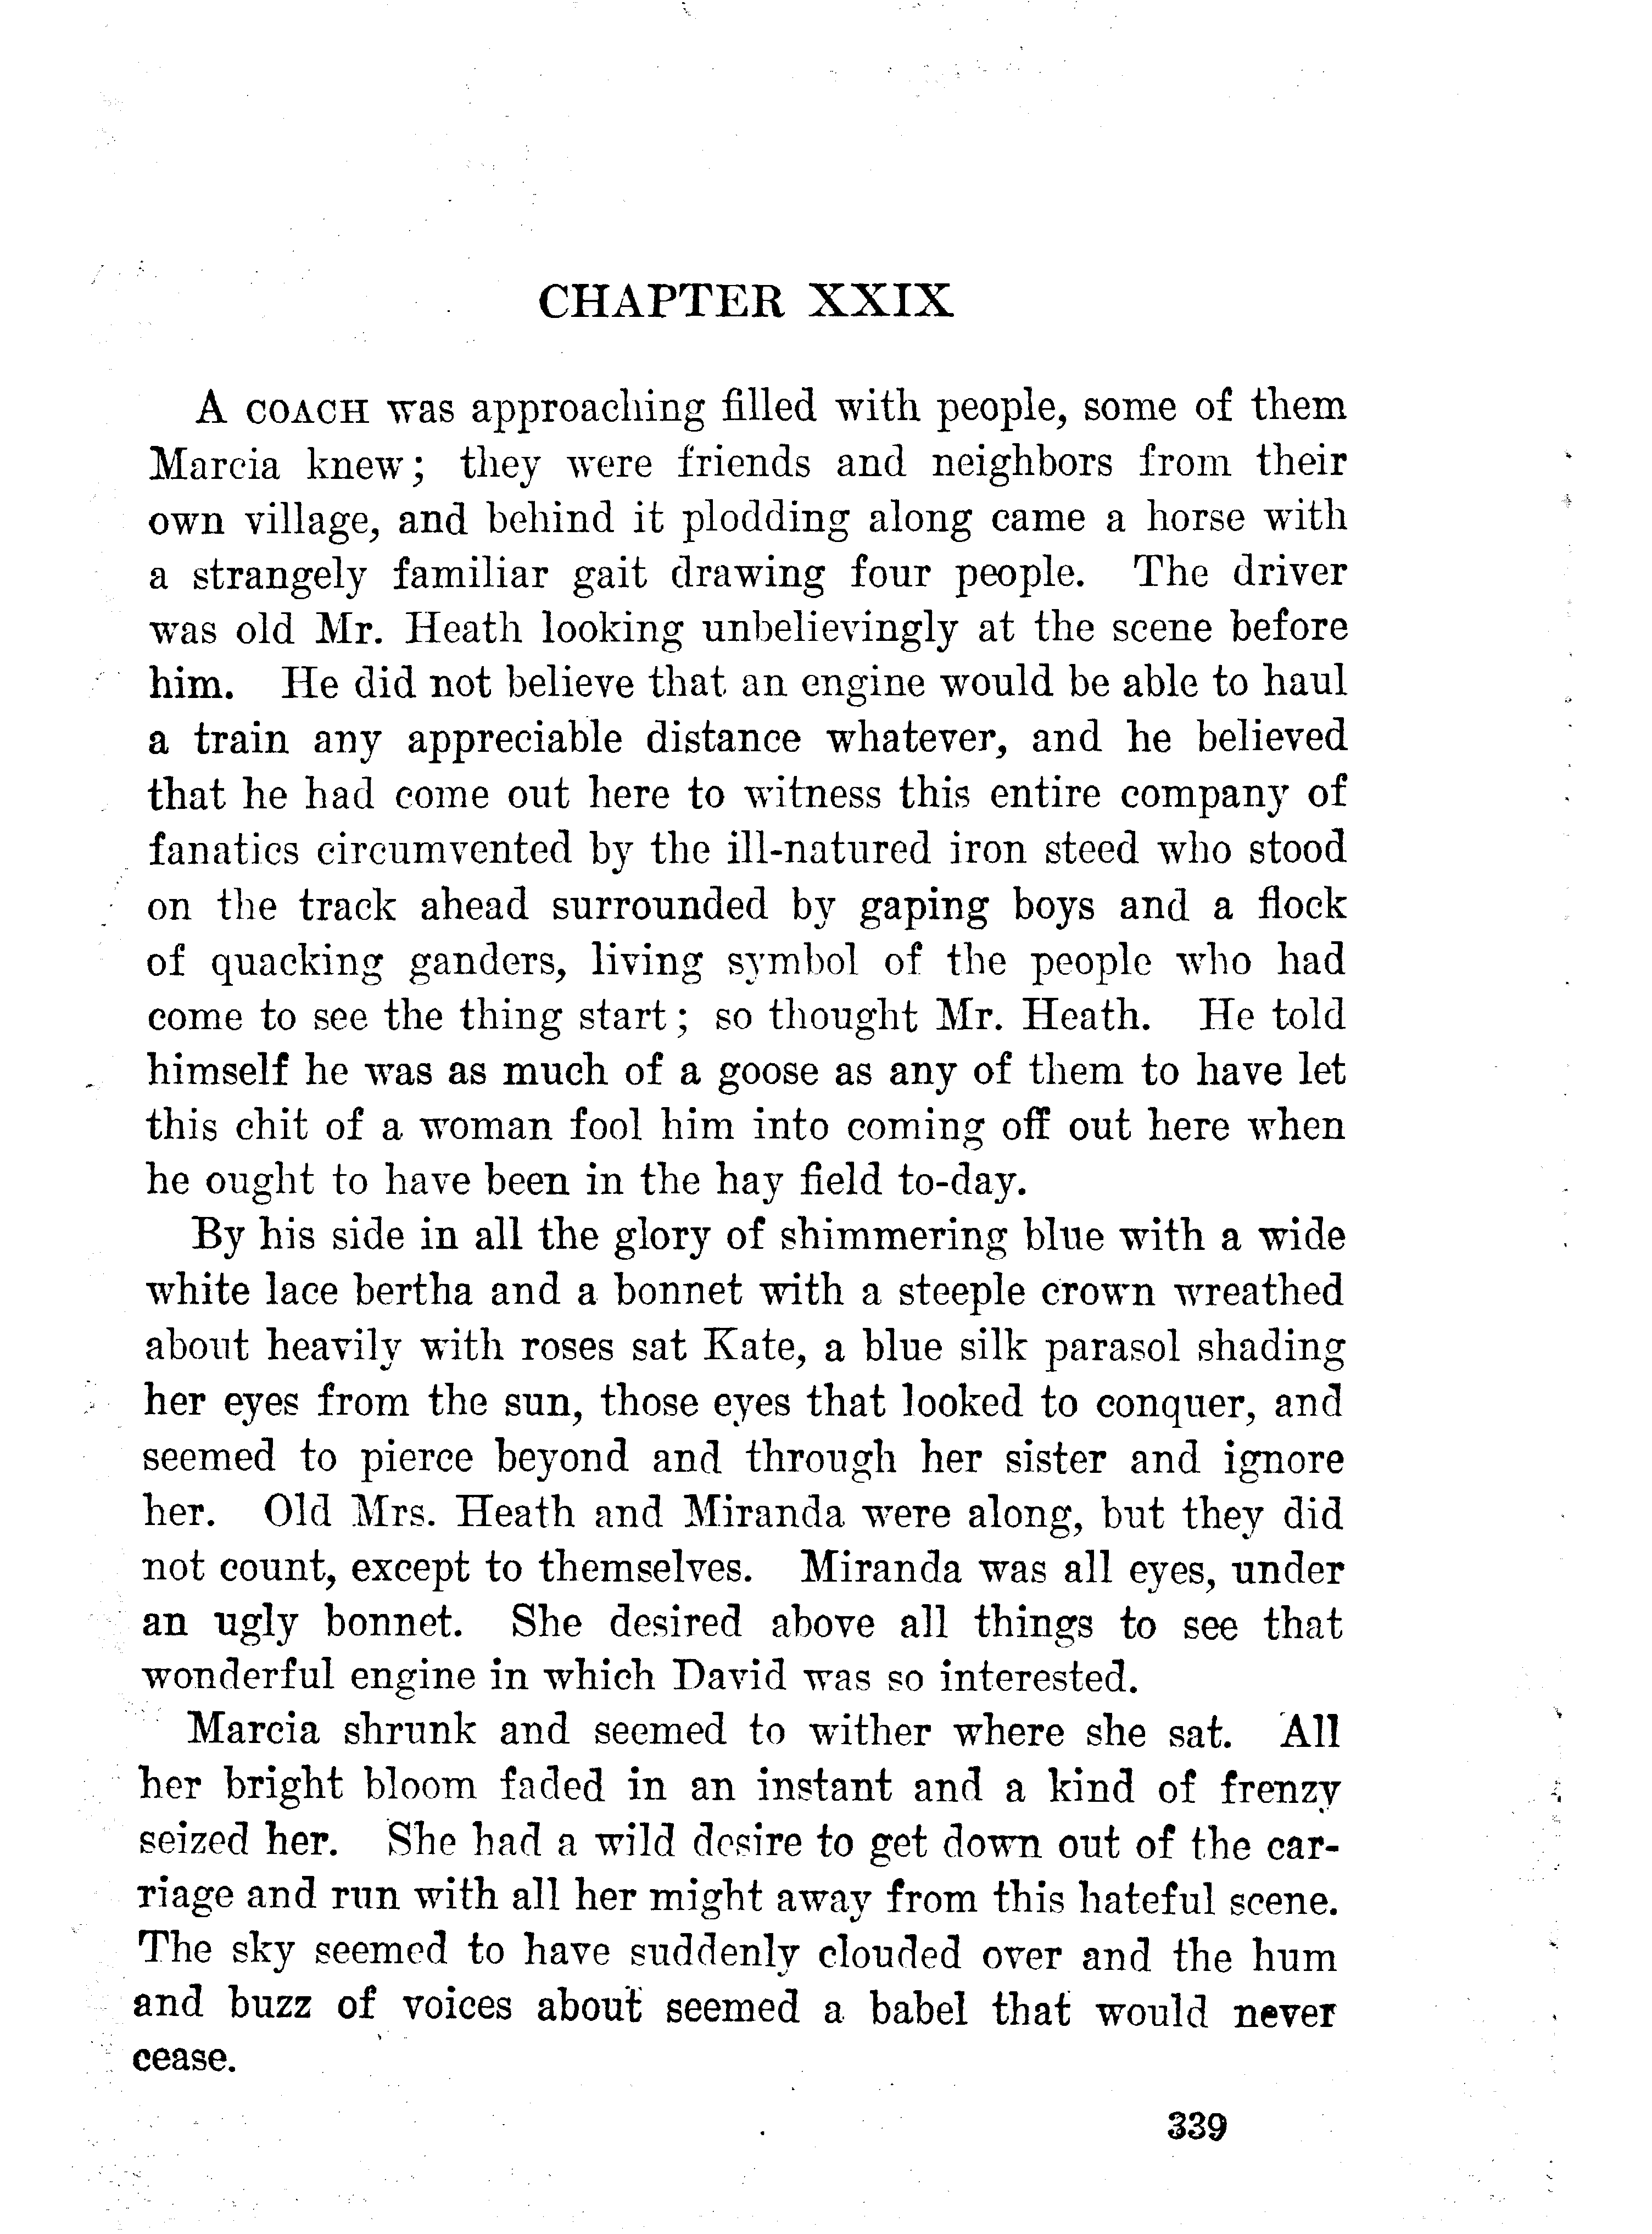 CHAPTER XXIX
A COACH was approaching filled with people, some of them
Marcia knew; they were friends and neighbors from their
own village, and behind it plodding along came a horse with
a strangely familiar gait drawing four people. The driver
was old Mr. Heath looking unbelievingly at the scene before
him. He did not believe that an engine would be able to haul
a train any appreciable distance whatever, and he believed
that he had come out here to witness this entire company of
fanatics circumvented by the ill-natured iron steed who stood
on the track ahead surrounded by gaping boys and a flock
of quacking ganders, living symbol of the people who had
come to see the thing start; so thought Mr. Heath. He told
himself he was as much of a goose as any of them to have let
this chit of a woman fool him into coming off out here when
he ought to have been in the hay field to-day.
By his side in all the glory of shimmering blue with a wide
white lace bertha and a bonnet with a steeple crown wreathed
about heavily with roses sat Kate, a blue silk parasol shading
her eyes from the sun, those eyes that looked to conquer, and
seemed to pierce beyond and through her sister and ignore
her. Old Mrs. Heath and Miranda were along, but they did
not count, except to themselves. Miranda was all eyes, under
an ugly bonnet. She desired above all things to see that
wonderful engine in which David was so interested.
Marcia shrunk and seemed to wither where she sat. All
her bright bloom faded in an instant and a kind of frenzy
seized her. She had a wild desire to get down out of the car-
riage and run with all her might away from this hateful scene.
The sky seemed to have suddenly clouded over and the hum
and buzz of voices about seemed a babel that would never
cease.
339